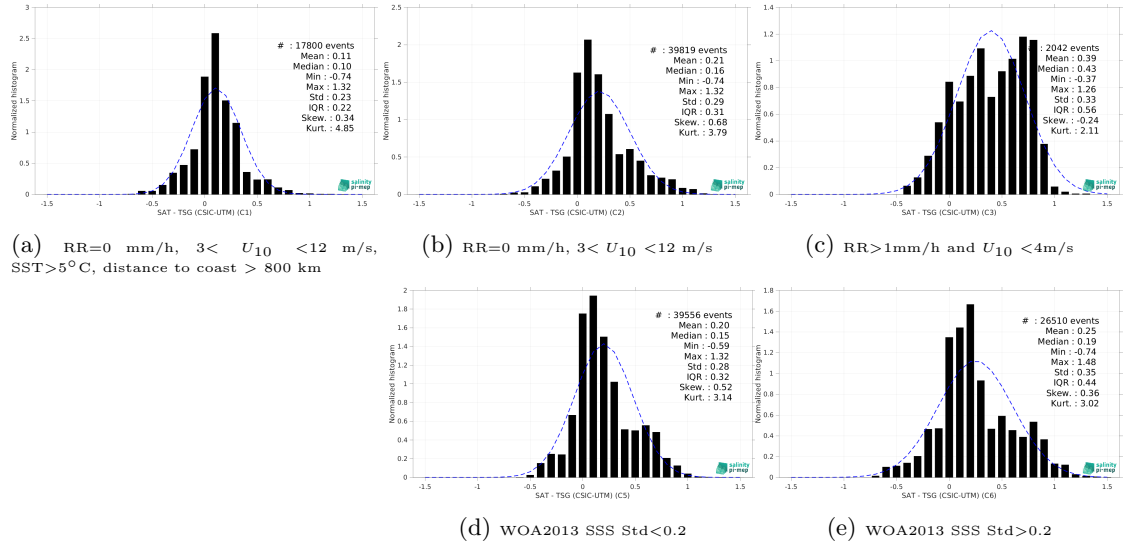 3
2.5
2
1.5
1
0.5
0
Normalized histogram
# : 17800 events
Mean : 0.11
Median : 0.10
Min : -0.74
Max : 1.32
Std : 0.23
IQR : 0.22
Skew. : 0.34
Kurt. : 4.85
salinity
pi-mep
-1.5 -1 -0.5 0 0.5 1 1.5
SAT - TSG (CSIC-UTM) (C1)
(a) RR=0 mm/h, 3< U10 <12 m/s,
SST>5°C, distance to coast > 800 km
2.5
2
1.5
1
0.5
0
Normalized histogram
# : 39819 events
Mean : 0.21
Median : 0.16
Min : -0.74
Max : 1.32
Std : 0.29
IQR : 0.31
Skew. : 0.68
Kurt. : 3.79
salinity
pi-mep
-1.5 -1 -0.5 0 0.5 1 1.5
SAT - TSG (CSIC-UTM) (C2)
(b) RR=0 mm/h, 3< U10 <12 m/s
1.4
1.2
1
0.8
0.6
0.4
0.2
0
Normalized histogram
# : 2042 events
Mean : 0.39
Median : 0.43
Min : -0.37
Max : 1.26
Std : 0.33
IQR : 0.56
Skew. : -0.24
Kurt. : 2.11
salinity
pi-mep
-1.5 -1 -0.5 0 0.5 1 1.5
SAT - TSG (CSIC-UTM) (C3)
(c) RR>1mm/h and U10 <4m/s
2
1.8
1.6
1.4
1.2
1
0.8
0.6
0.4
0.2
0
Normalized histogram
# : 39556 events
Mean : 0.20
Median : 0.15
Min : -0.59
Max : 1.32
Std : 0.28
IQR : 0.32
Skew. : 0.52
Kurt. : 3.14
salinity
pi-mep
-1.5 -1 -0.5 0 0.5 1 1.5
SAT - TSG (CSIC-UTM) (C5)
(d) WOA2013 SSS Std<0.2
1.8
1.6
1.4
1.2
1
0.8
0.6
0.4
0.2
0
Normalized histogram
# : 26510 events
Mean : 0.25
Median : 0.19
Min : -0.74
Max : 1.48
Std : 0.35
IQR : 0.44
Skew. : 0.36
Kurt. : 3.02
salinity
pi-mep
-1.5 -1 -0.5 0 0.5 1 1.5
SAT - TSG (CSIC-UTM) (C6)
(e) WOA2013 SSS Std>0.2